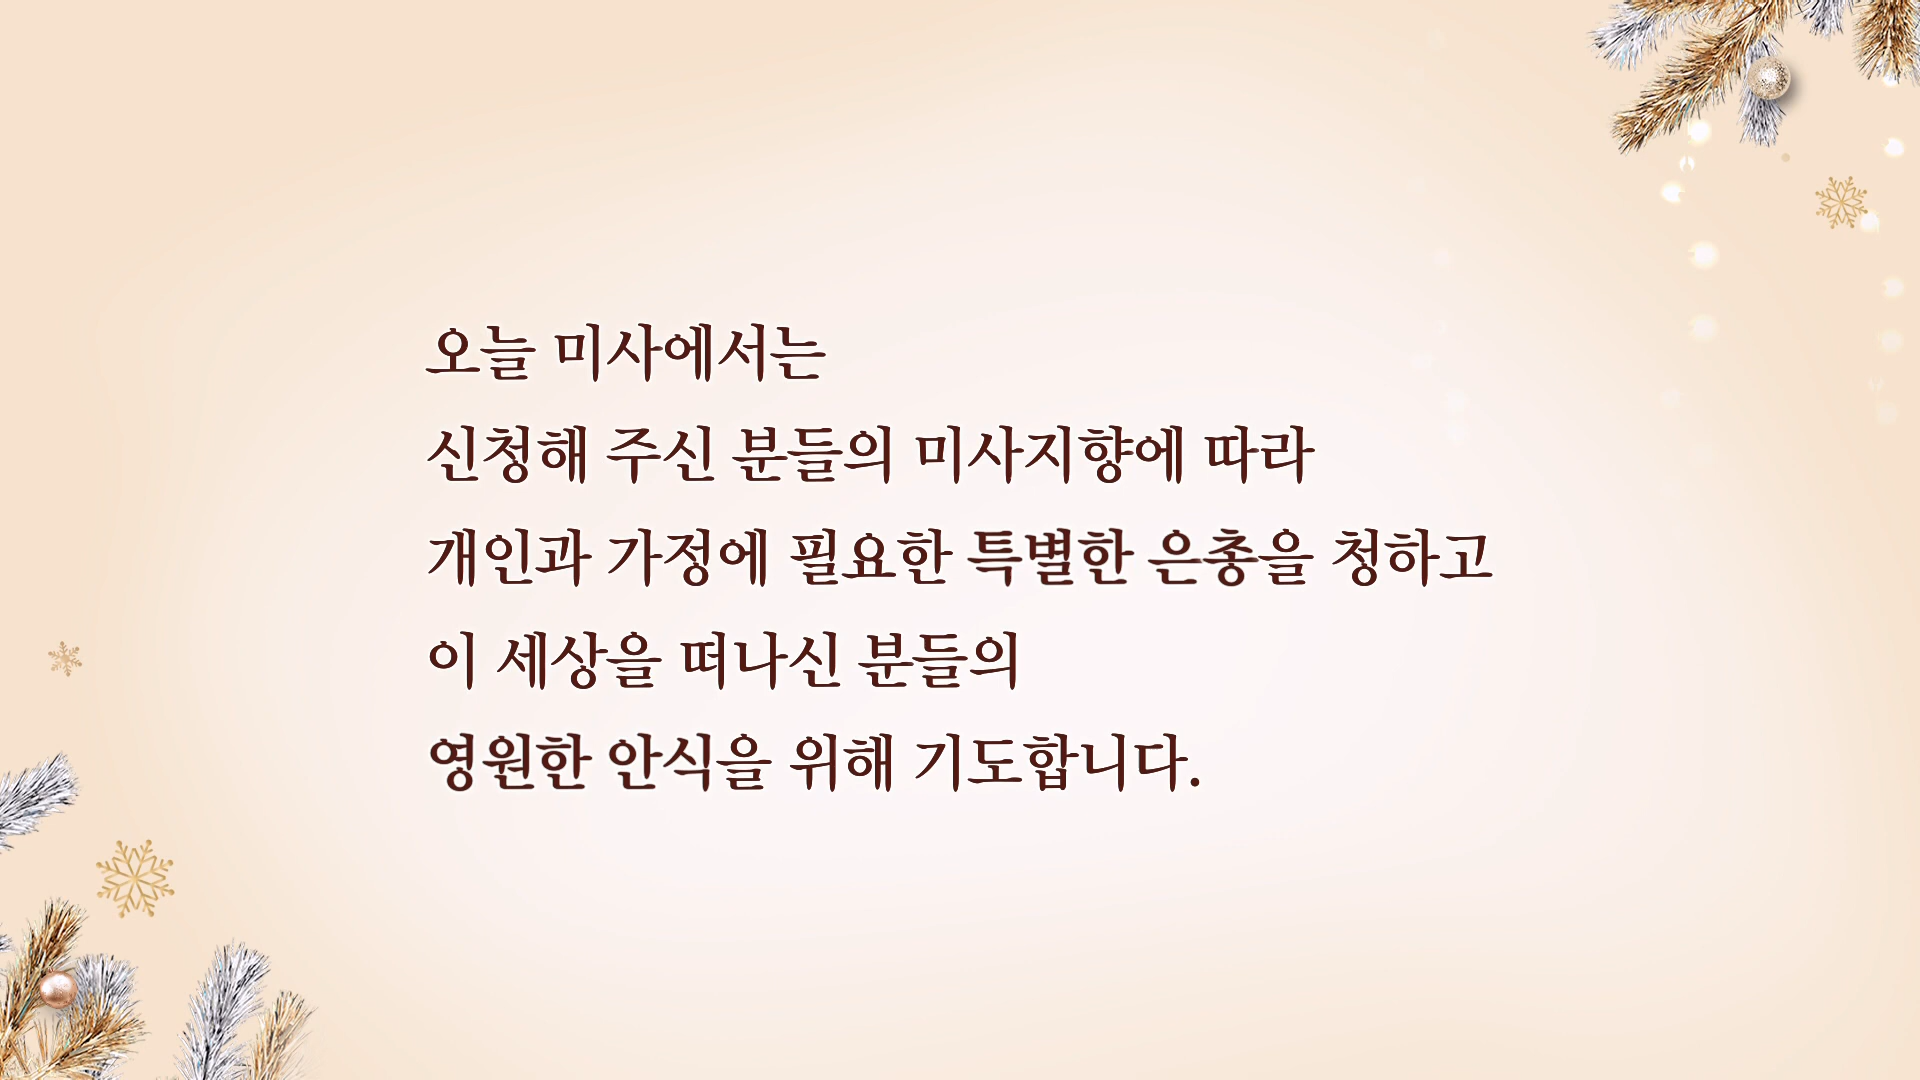 오늘 미사에서는
신청해 주신 분들의 미사지향에 따라
개인과 가정에 필요한 특별한 은총을 청하고
이 세상을 떠나신 분들의
영원한 안식을 위해 기도합니다.